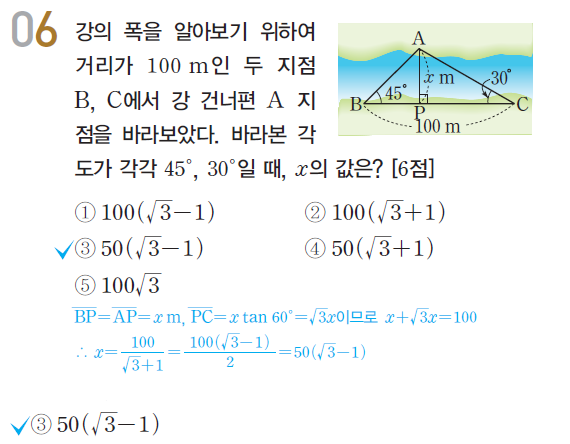 06 강의 폭을 알아보기 위하여
거리가 100 m인 두 지점
B, C에서 강 건너편 A 지
점을 바라보았다. 바라본 각
도가 각각 45°, 30°일 때, x의 값은? [6점]
A
x m
30°
45°
B
P
C
100 m
① 100(√3−1) ② 100(√3+1)
③ 50(√3−1) ④ 50(√3+1)
⑤ 100√3
B̅P̅=A̅P̅=x m, P̅C̅=x tan 60°=√3x이므로 x+√3x=100
∴ x=100/(√3+1)=100(√3−1)/2=50(√3−1)
③ 50(√3−1)